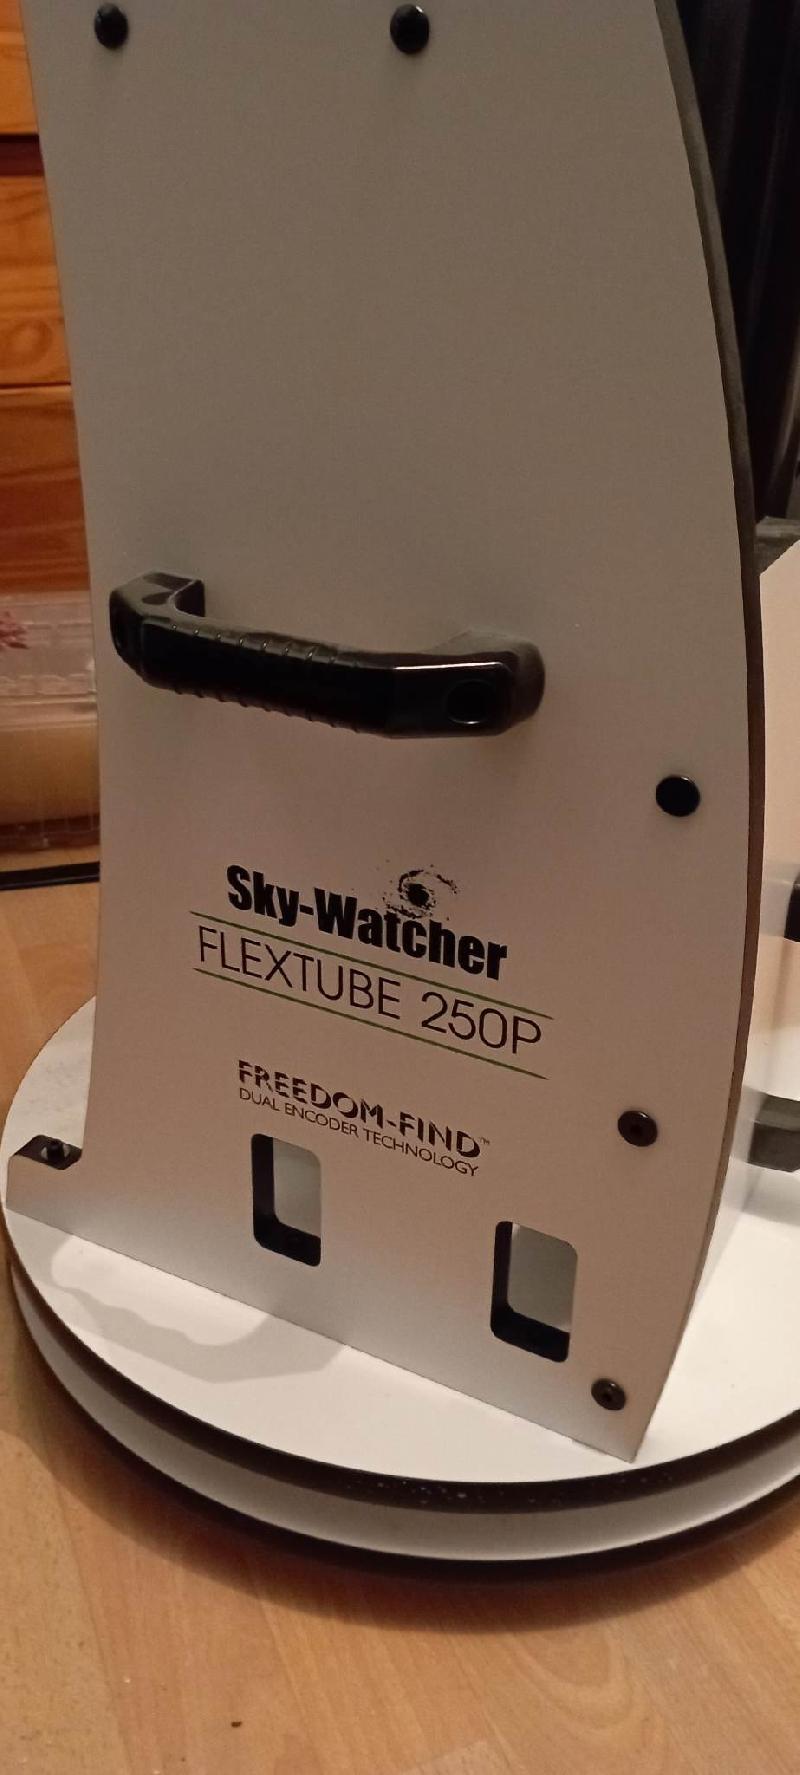 Sky-Watcher
FLEXTUBE 250P
FREEDOM-FIND™
DUAL ENCODER TECHNOLOGY